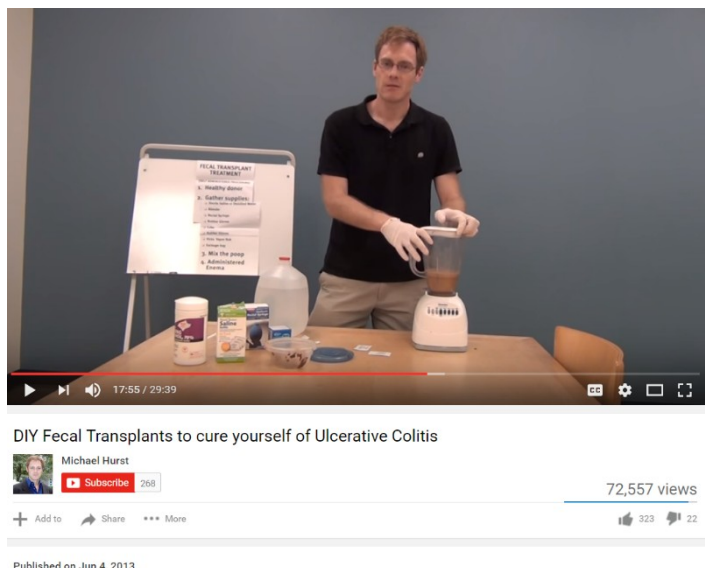 FECAL TRANSPLANT
TREATMENT
1. Healthy donor
2. Gather supplies:
3. Mix the poop
4. Administered
Enema
Saline
17:55 / 29:39
CC
DIY Fecal Transplants to cure yourself of Ulcerative Colitis
Michael Hurst
Subscribe 268
72,557 views
Add to Share More
323 22
Published on Jun 4, 2013